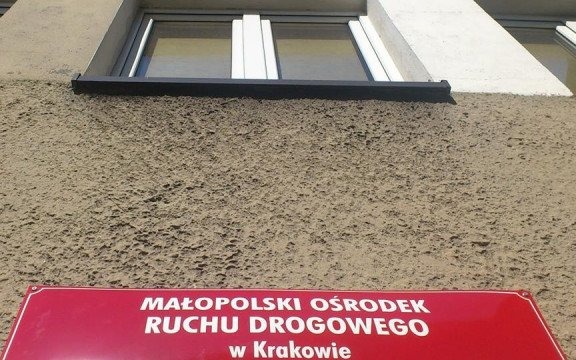 MAŁOPOLSKI OŚRODEK
RUCHU DROGOWEGO
w Krakowie